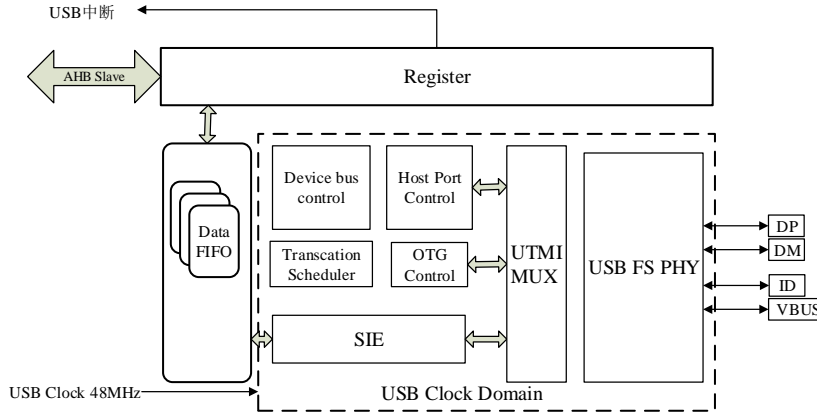 USB中断
AHB Slave
Register
Data
FIFO
Device bus
control
Host Port
Control
Transcation
Scheduler
OTG
Control
SIE
UTMI
MUX
USB FS PHY
DP
DM
ID
VBUS
USB Clock 48MHz
USB Clock Domain